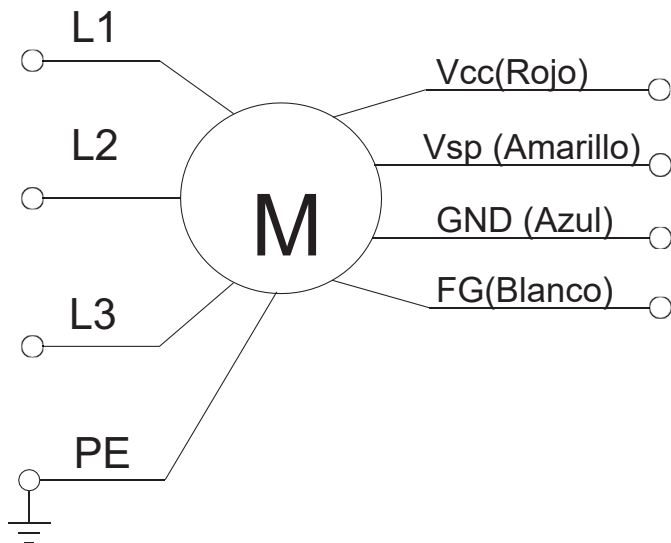 L1
Vcc(Rojo)
L2
Vsp (Amarillo)
M
GND (Azul)
L3
FG(Blanco)
PE